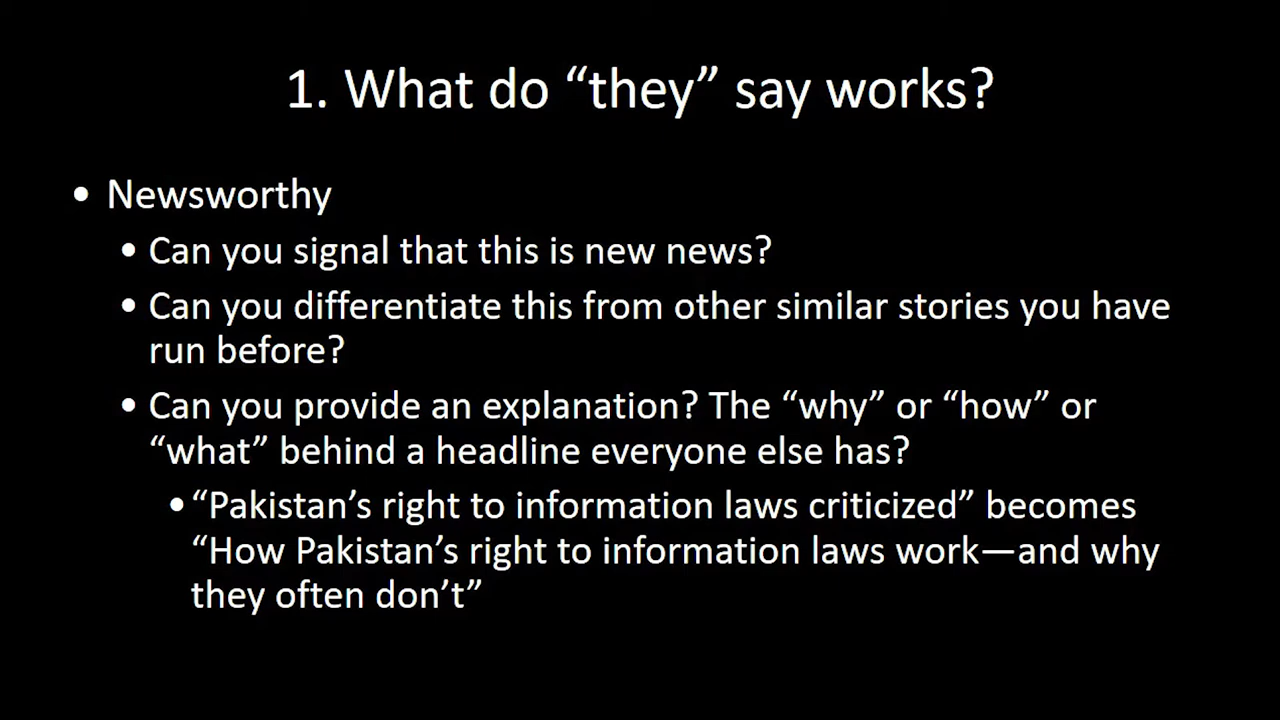 1. What do “they” say works?
• Newsworthy
• Can you signal that this is new news?
• Can you differentiate this from other similar stories you have
run before?
• Can you provide an explanation? The “why” or “how” or
“what” behind a headline everyone else has?
• “Pakistan’s right to information laws criticized” becomes
“How Pakistan’s right to information laws work—and why
they often don’t”